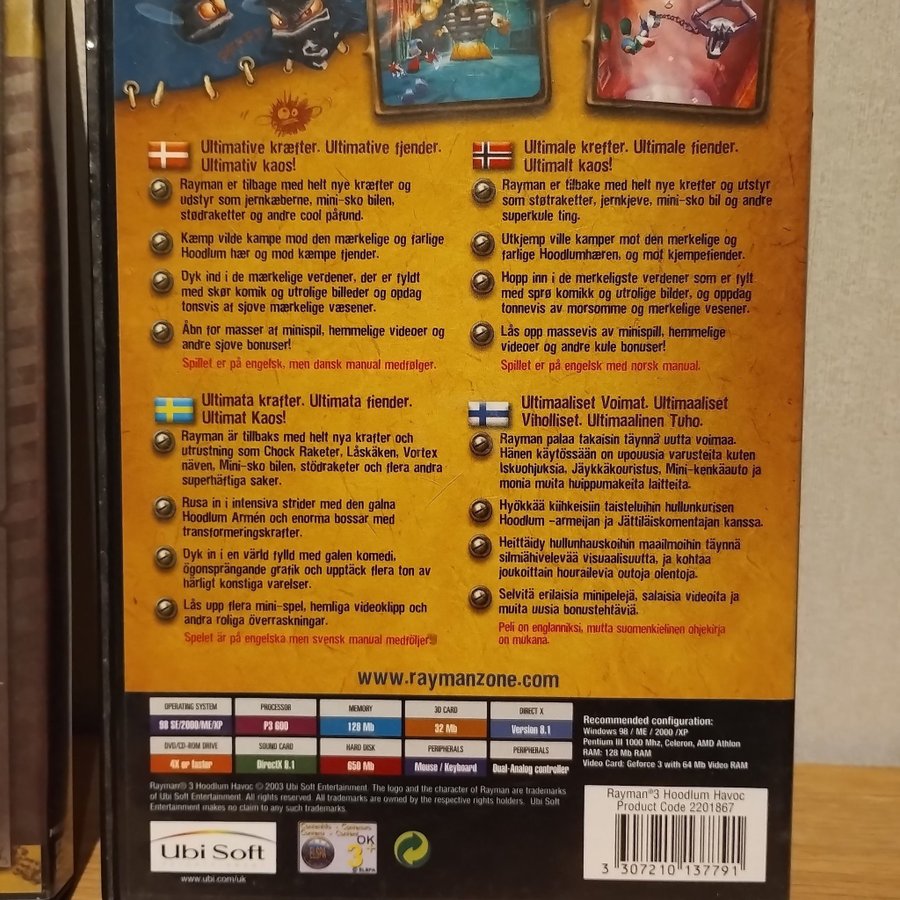 Ultimative kræfter. Ultimative fjender.
Ultimativ kaos!
Rayman er tilbage med helt nye kræfter og
udstyr som jernkæberne, mini-sko bilen,
stødraketter og andre cool påfund.
Kæmp vilde kampe mod den mærkelige og farlige
Hoodlum hær og mod kæmpe fjender.
Dyk ind i de mærkelige verdener, der er fyldt
med skør komik og utrolige billeder og opdag
tonsvis af sjove mærkelige væsener.
Åbn for masser af minispil, hemmelige videoer og
andre sjove bonuser!
Spillet er på engelsk, men dansk manual medfølger.
Ultimale krefter. Ultimale fiender.
Ultimalt kaos!
Rayman er tilbake med helt nye krefter og utstyr
som støtraketter, jernkjeve, mini-sko bil og andre
superkule ting.
Utkjemp ville kamper mot den merkelige og
farlige Hoodlumhæren, og mot kjempefiender.
Hopp inn i de merkeligste verdener som er fylt
med sprø komikk og utrolige bilder, og oppdag
tonnevis av morsomme og merkelige vesener.
Lås opp massevis av minispill, hemmelige
videoer og andre kule bonuser!
Spillet er på engelsk med norsk manual.
Ultimata krafter. Ultimata fiender.
Ultimat Kaos!
Rayman är tillbaks med helt nya krafter och
utrustning som Chock Raketer, Låskäken, Vortex
näven, Mini-sko bilen, stödraketer och flera andra
superhäftiga saker.
Rusa in i intensiva strider med den galna
Hoodlum Armén och enorma bossar med
transformeringskrafter.
Dyk in i en värld fylld med galen komedi,
ögonsprängande grafik och upptäck flera ton av
härligt konstiga varelser.
Lås upp flera mini-spel, hemliga videoklipp och
andra roliga överraskningar.
Spelet är på engelska men svensk manual medföljer.
Ultimaaliset Voimat. Ultimaaliset
Viholliset. Ultimaalinen Tuho.
Rayman palaa takaisin täynnä uutta voimaa.
Hänen käytössään on upouusia varusteita kuten
Iskuohjuksia, Jäykkäkouristus, Mini-kenkäauto ja
monia muita huippumakeita laitteita.
Hyökkää kiihkeisiin taisteluihin hullunkurisen
Hoodlum –armeijan ja Jättiläiskomentajan kanssa.
Heittäidy hullunhauskoihin maailmoihin täynnä
silmiähivelevää visuaalisuutta, ja kohtaa
joukoittain hourailevia outoja olentoja.
Selvitä erilaisia minipelejä, salaisia videoita ja
muita uusia bonustehtäviä.
Peli on englanniksi, mutta suomenkielinen ohjekirja
on mukana.
www.raymanzone.com
OPERATING SYSTEM
98 SE/2000/ME/XP
PROCESSOR
P3 600
MEMORY
128 Mb
3D CARD
32 Mb
DIRECT X
Version 8.1
DVD/CD-ROM DRIVE
4X or faster
SOUND CARD
DirectX 8.1
HARD DISK
650 Mb
PERIPHERALS
Mouse / Keyboard
PERIPHERALS
Dual-Analog controller
Recommended configuration:
Windows 98 / ME / 2000 /XP
Pentium III 1000 Mhz, Celeron, AMD Athlon
RAM: 128 Mb RAM
Video Card: Geforce 3 with 64 Mb Video RAM
Rayman® 3 Hoodlum Havoc © 2003 Ubi Soft Entertainment. The logo and the character of Rayman are trademarks
of Ubi Soft Entertainment. All rights reserved. All trademarks are owned by the respective rights holders. Ubi Soft
Entertainment makes no claim to any such trademarks.
Ubi Soft
ENTERTAINMENT
www.ubi.com/uk
ELSPA
OK
3+
©ELSPA
Rayman®3 Hoodlum Havoc
Product Code 2201867
3 307210 137791